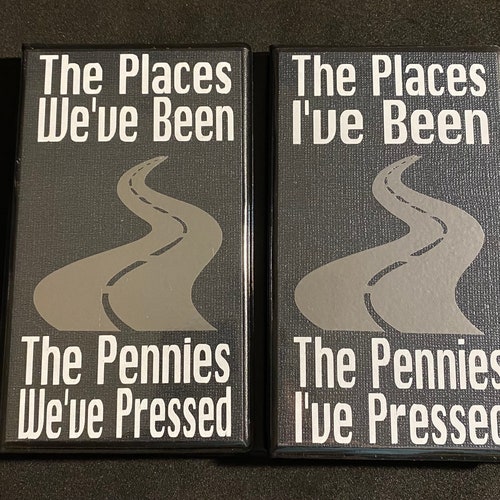 The Places
We've Been
The Pennies
We've Pressed
The Places
I've Been
The Pennies
I've Pressed